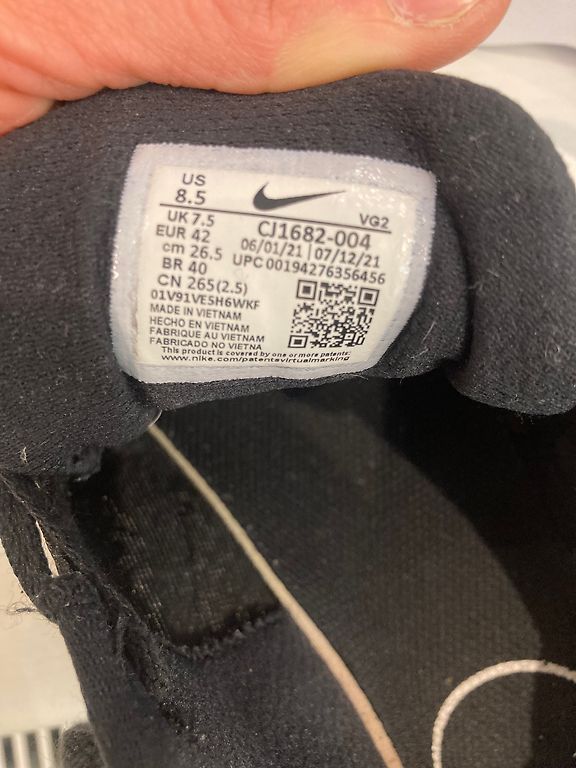 US
8.5
VG2
UK 7.5
CJ1682-004
EUR 42
06/01/21 | 07/12/21
cm 26.5
UPC 00194276356456
BR 40
CN 265(2.5)
01V91VE5H6WKF
MADE IN VIETNAM
HECHO EN VIETNAM
FABRIQUE AU VIETNAM
FABRICADO NO VIETNA
This product is covered by one or more patents:
www.nike.com/patentsvirtualmarking